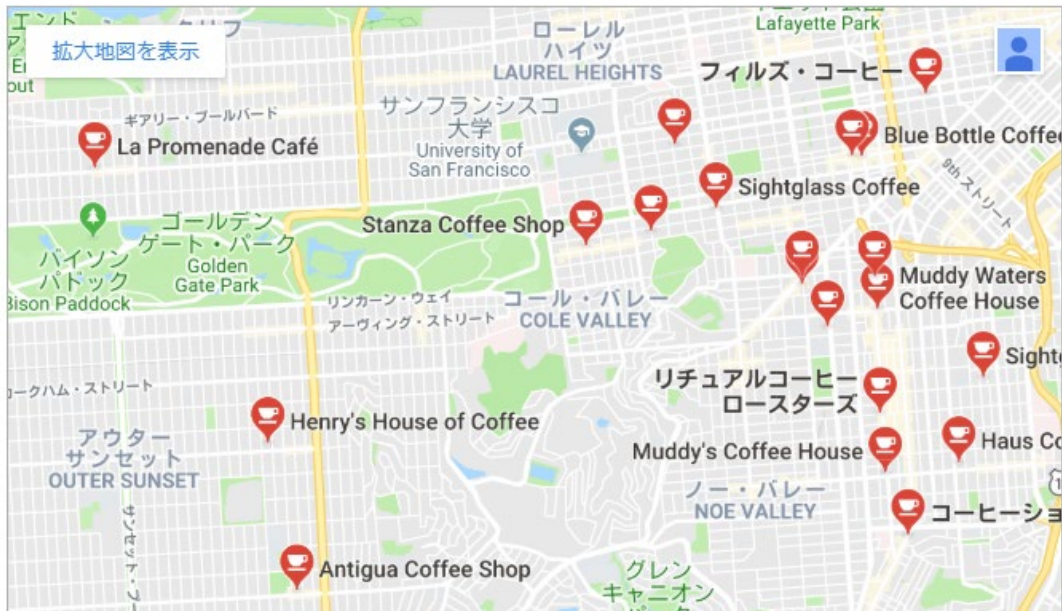 エンド
クリフ
out
拡大地図を表示
ギアリー・ブールバード
La Promenade Café
ローレル
ハイツ
LAUREL HEIGHTS
サンフランシスコ
大学
University of
San Francisco
Lafayette Park
フィルズ・コーヒー
Blue Bottle Coffee
9th ストリート
Sightglass Coffee
Stanza Coffee Shop
ゴールデン
ゲート・パーク
Golden
Gate Park
バイソン
パドック
Bison Paddock
リンカーン・ウェイ
アーヴィング・ストリート
コール・バレー
COLE VALLEY
Muddy Waters
Coffee House
Sightg
ークハム・ストリート
リチュアルコーヒー
ロースターズ
Henry's House of Coffee
アウター
サンセット
OUTER SUNSET
Muddy's Coffee House
Haus Co
ノー・バレー
NOE VALLEY
コーヒーショ
サンセット・ブ
Antigua Coffee Shop
グレン
キャニオン